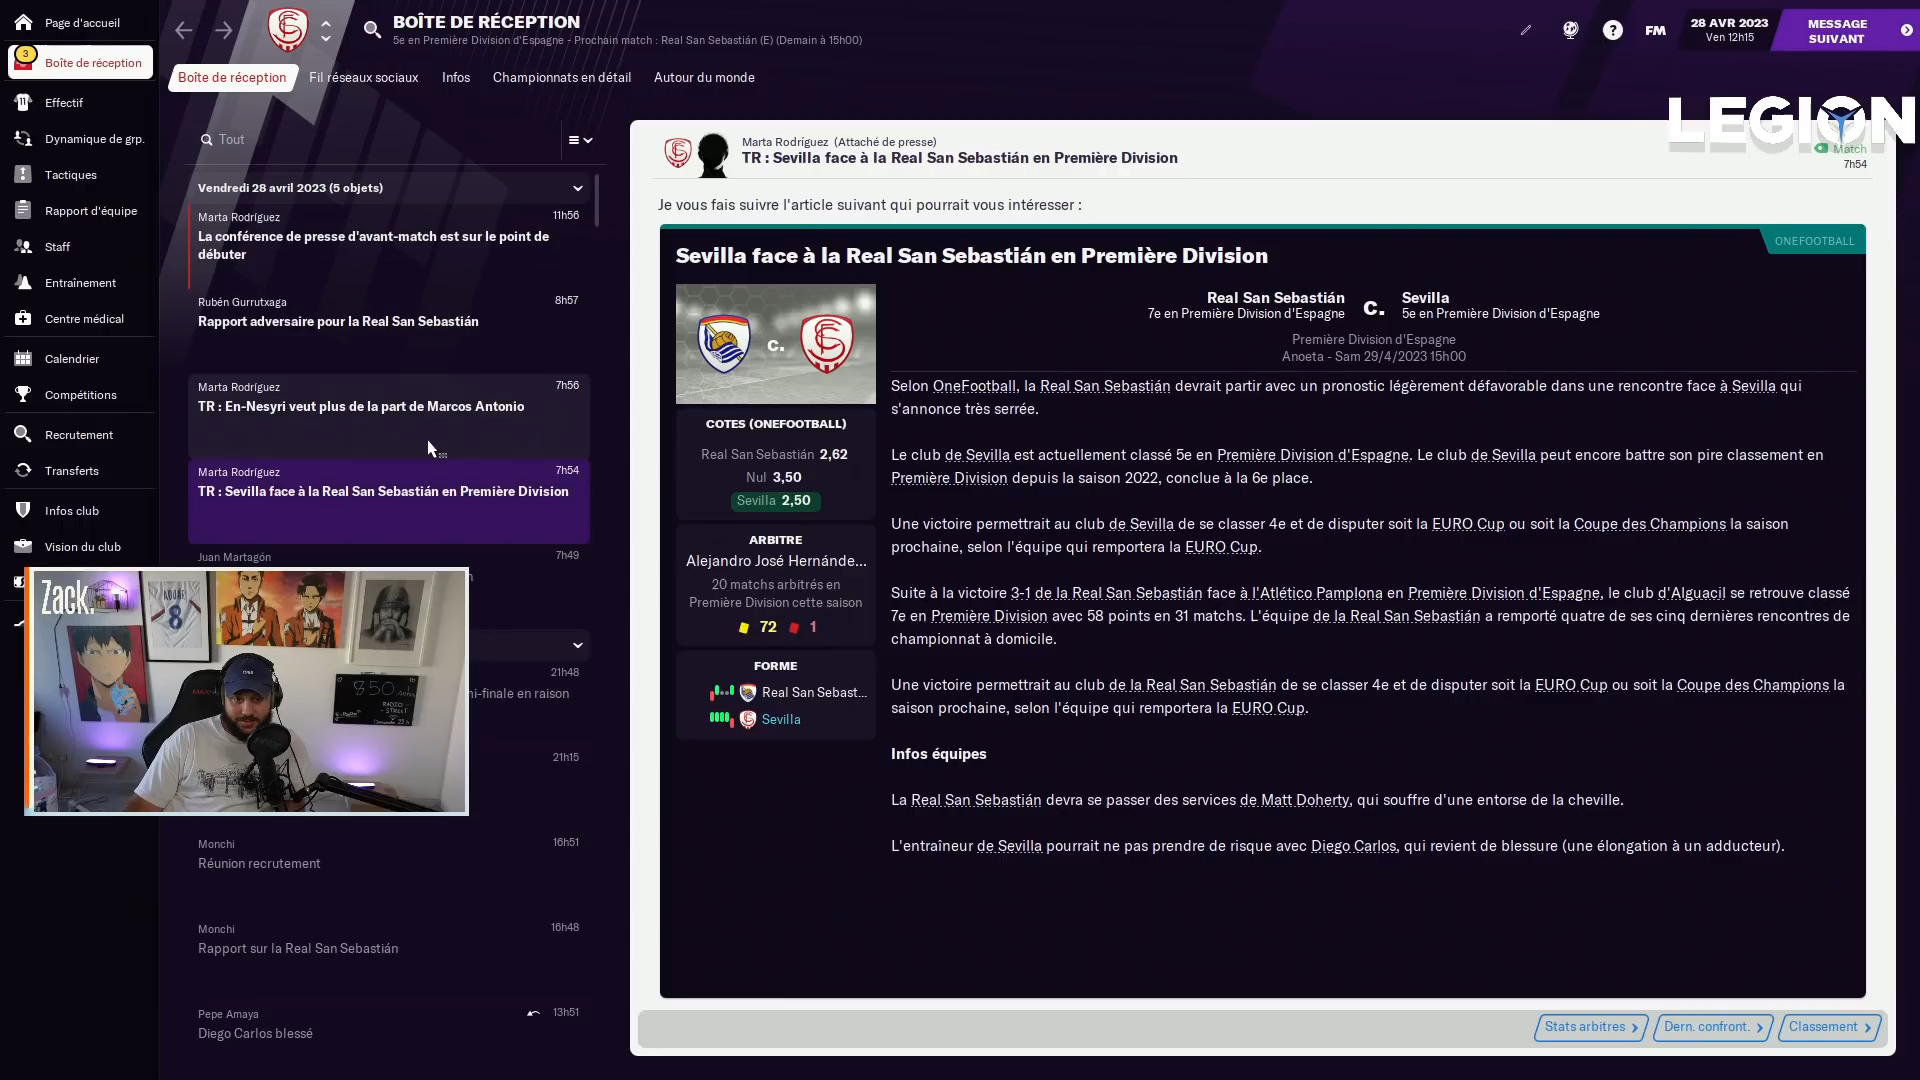 Page d'accueil
3
Boîte de réception
Effectif
Dynamique de grp.
Tactiques
Rapport d'équipe
Staff
Entraînement
Centre médical
Calendrier
Compétitions
Recrutement
Transferts
Infos club
Vision du club
BOÎTE DE RÉCEPTION
5e en Première Division d'Espagne - Prochain match : Real San Sebastián (E) (Demain à 15h00)
FM
28 AVR 2023
Ven 12h15
MESSAGE
SUIVANT
Boîte de réception
Fil réseaux sociaux
Infos
Championnats en détail
Autour du monde
LEGION
Tout
Vendredi 28 avril 2023 (5 objets)
Marta Rodríguez 11h56
La conférence de presse d'avant-match est sur le point de
débuter
Rubén Gurrutxaga 8h57
Rapport adversaire pour la Real San Sebastián
Marta Rodríguez 7h56
TR : En-Nesyri veut plus de la part de Marcos Antonio
Marta Rodríguez 7h54
TR : Sevilla face à la Real San Sebastián en Première Division
Juan Martagón 7h49
21h48
ni-finale en raison
21h15
Monchi 16h51
Réunion recrutement
Monchi 16h48
Rapport sur la Real San Sebastián
Pepe Amaya 13h51
Diego Carlos blessé
Zack.
AOUAR
8
850
RADIO
STREET
Marta Rodríguez (Attaché de presse)
TR : Sevilla face à la Real San Sebastián en Première Division
Match
7h54
Je vous fais suivre l'article suivant qui pourrait vous intéresser :
ONEFOOTBALL
Sevilla face à la Real San Sebastián en Première Division
c.
COTES (ONEFOOTBALL)
Real San Sebastián 2,62
Nul 3,50
Sevilla 2,50
ARBITRE
Alejandro José Hernánde...
20 matchs arbitrés en
Première Division cette saison
72 1
FORME
Real San Sebast...
Sevilla
Real San Sebastián c. Sevilla
7e en Première Division d'Espagne 5e en Première Division d'Espagne
Première Division d'Espagne
Anoeta - Sam 29/4/2023 15h00
Selon OneFootball, la Real San Sebastián devrait partir avec un pronostic légèrement défavorable dans une rencontre face à Sevilla qui
s'annonce très serrée.
Le club de Sevilla est actuellement classé 5e en Première Division d'Espagne. Le club de Sevilla peut encore battre son pire classement en
Première Division depuis la saison 2022, conclue à la 6e place.
Une victoire permettrait au club de Sevilla de se classer 4e et de disputer soit la EURO Cup ou soit la Coupe des Champions la saison
prochaine, selon l'équipe qui remportera la EURO Cup.
Suite à la victoire 3-1 de la Real San Sebastián face à l'Atlético Pamplona en Première Division d'Espagne, le club d'Alguacil se retrouve classé
7e en Première Division avec 58 points en 31 matchs. L'équipe de la Real San Sebastián a remporté quatre de ses cinq dernières rencontres de
championnat à domicile.
Une victoire permettrait au club de la Real San Sebastián de se classer 4e et de disputer soit la EURO Cup ou soit la Coupe des Champions la
saison prochaine, selon l'équipe qui remportera la EURO Cup.
Infos équipes
La Real San Sebastián devra se passer des services de Matt Doherty, qui souffre d'une entorse de la cheville.
L'entraîneur de Sevilla pourrait ne pas prendre de risque avec Diego Carlos, qui revient de blessure (une élongation à un adducteur).
Stats arbitres
Dern. confront.
Classement